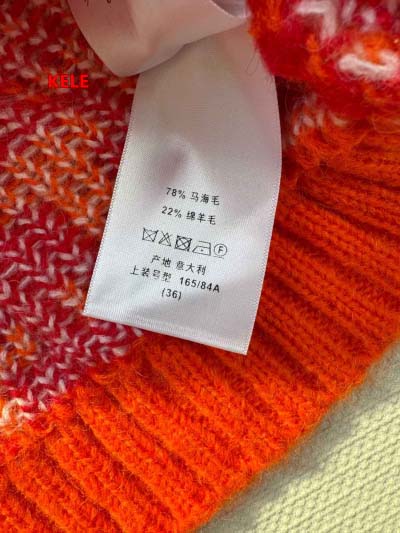 KELE
78% 马海毛
22% 绵羊毛
F
产地 意大利
上装号型 165/84A
(36)